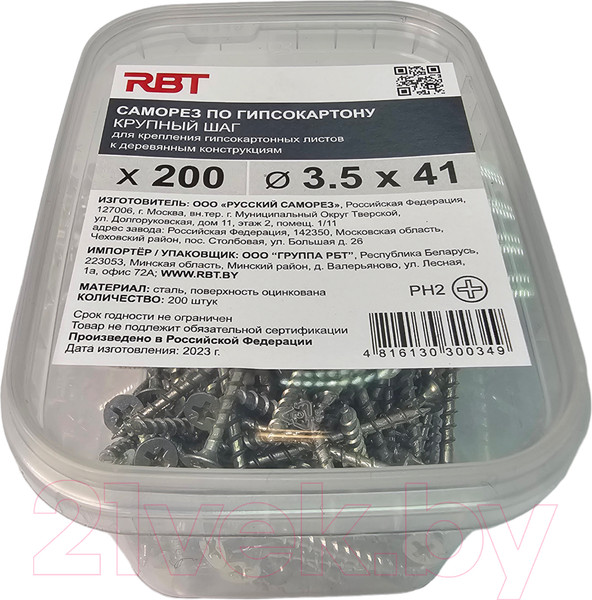 RBT
САМОРЕЗ ПО ГИПСОКАРТОНУ
КРУПНЫЙ ШАГ
для крепления гипсокартонных листов
к деревянным конструкциям
x 200
ø 3.5 x 41
ИЗГОТОВИТЕЛЬ: ООО «РУССКИЙ САМОРЕЗ», Российская Федерация,
127006, г. Москва, вн.тер. г. Муниципальный Округ Тверской,
ул. Долгоруковская, дом 11, этаж 2, помещ. 1/11
адрес завода: Российская Федерация, 142350, Московская область,
Чеховский район, пос. Столбовая, ул. Большая д. 26
ИМПОРТЁР / УПАКОВЩИК: ООО "ГРУППА РБТ", Республика Беларусь,
223053, Минская область, Минский район, д. Валерьяново, ул. Лесная,
1а, офис 72А; WWW.RBT.BY
МАТЕРИАЛ: сталь, поверхность оцинкована
КОЛИЧЕСТВО: 200 штук
PH2
Срок годности не ограничен
Товар не подлежит обязательной сертификации
Произведено в Российской Федерации
Дата изготовления: 2023 г.
4 816130 300349
21vek.by